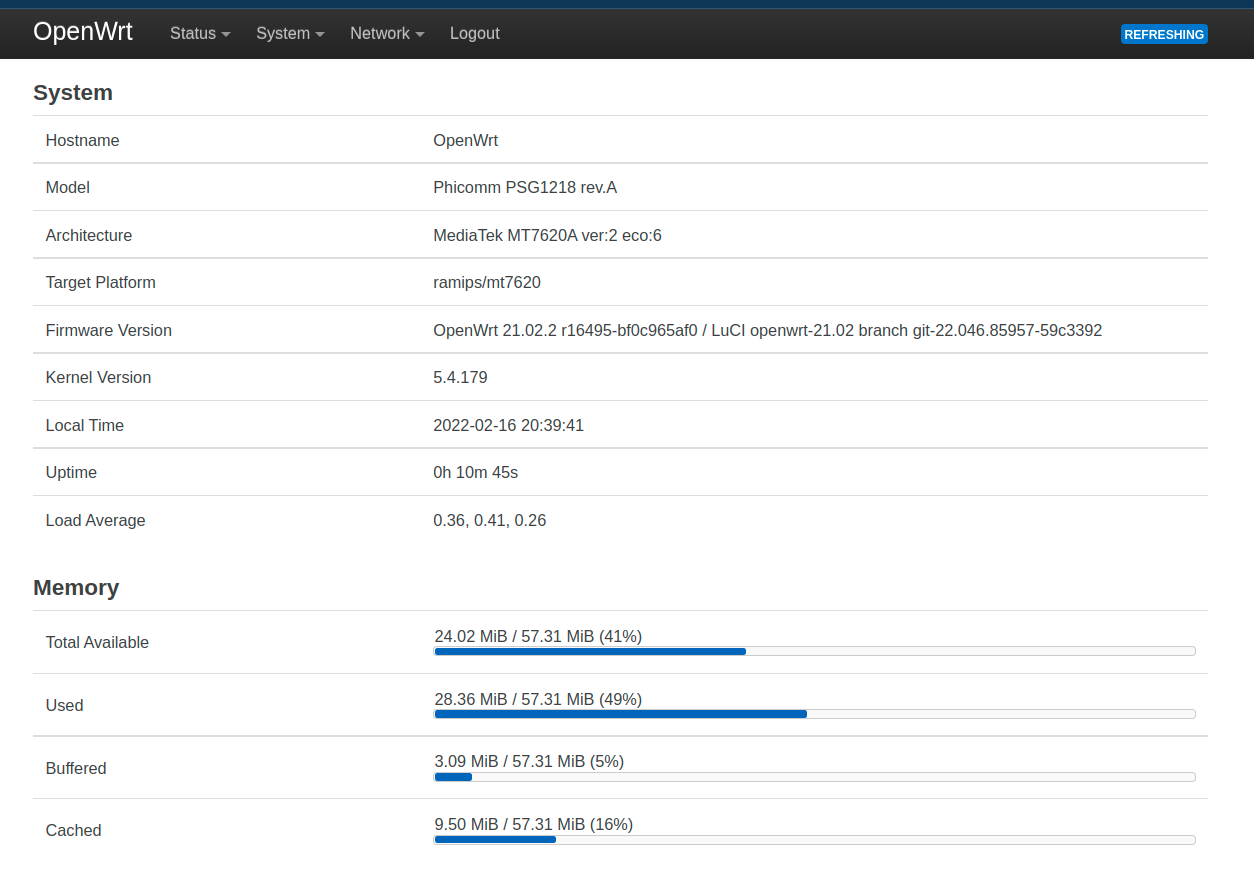 OpenWrt Status System Network Logout REFRESHING
System
Hostname OpenWrt
Model Phicomm PSG1218 rev.A
Architecture MediaTek MT7620A ver:2 eco:6
Target Platform ramips/mt7620
Firmware Version OpenWrt 21.02.2 r16495-bf0c965af0 / LuCI openwrt-21.02 branch git-22.046.85957-59c3392
Kernel Version 5.4.179
Local Time 2022-02-16 20:39:41
Uptime 0h 10m 45s
Load Average 0.36, 0.41, 0.26
Memory
Total Available 24.02 MiB / 57.31 MiB (41%)
Used 28.36 MiB / 57.31 MiB (49%)
Buffered 3.09 MiB / 57.31 MiB (5%)
Cached 9.50 MiB / 57.31 MiB (16%)